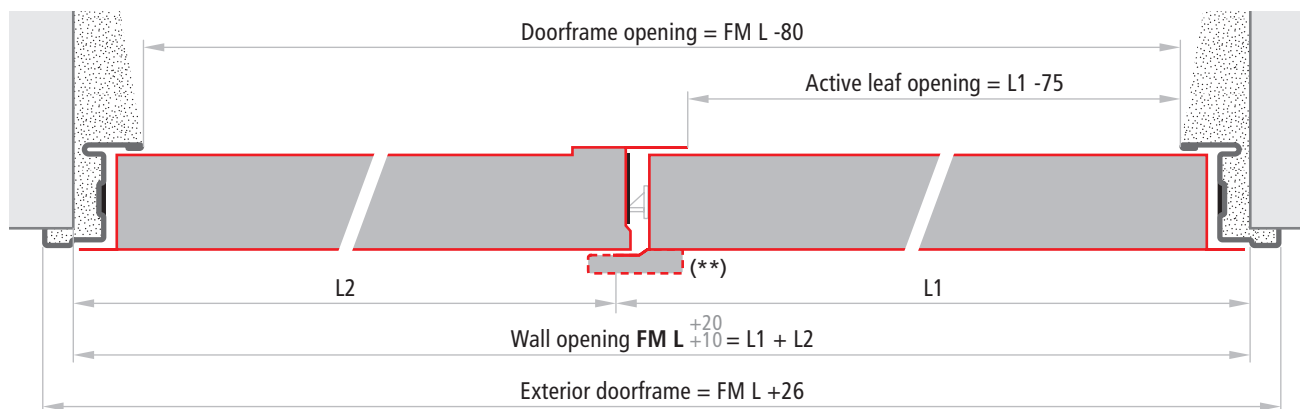 Doorframe opening = FM L -80
Active leaf opening = L1 -75
(**)
L2
L1
Wall opening FM L +20 +10 = L1 + L2
Exterior doorframe = FM L +26